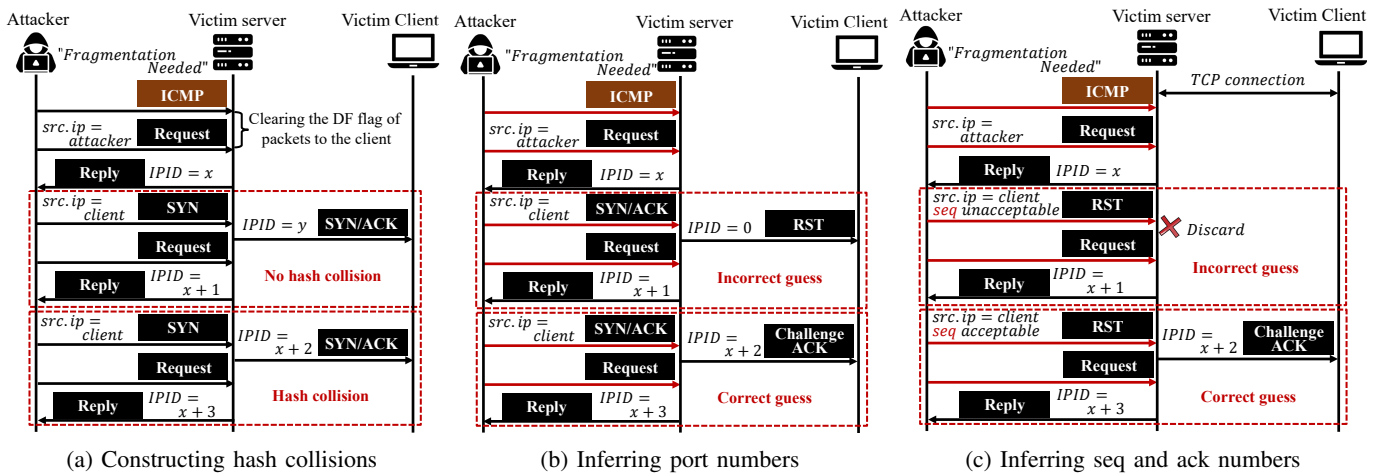 Attacker
Victim server
Victim Client
"Fragmentation
Needed"
ICMP
Clearing the DF flag of
packets to the client
src.ip =
attacker
Request
Reply
IPID = x
src.ip =
client
SYN
IPID = y
SYN/ACK
Request
No hash collision
Reply
IPID =
x + 1
src.ip =
client
SYN
IPID =
x + 2
SYN/ACK
Request
Hash collision
Reply
IPID =
x + 3
(a) Constructing hash collisions
Attacker
Victim server
Victim Client
"Fragmentation
Needed"
ICMP
src.ip =
attacker
Request
Reply
IPID = x
src.ip =
client
SYN/ACK
IPID = 0
RST
Request
Incorrect guess
Reply
IPID =
x + 1
src.ip =
client
SYN/ACK
IPID =
x + 2
Challenge
ACK
Request
Correct guess
Reply
IPID =
x + 3
(b) Inferring port numbers
Attacker
Victim server
Victim Client
"Fragmentation
Needed"
ICMP
TCP connection
src.ip =
attacker
Request
Reply
IPID = x
src.ip = client
seq unacceptable
RST
Discard
Request
Incorrect guess
Reply
IPID =
x + 1
src.ip = client
seq acceptable
RST
IPID =
x + 2
Challenge
ACK
Request
Correct guess
Reply
IPID =
x + 3
(c) Inferring seq and ack numbers